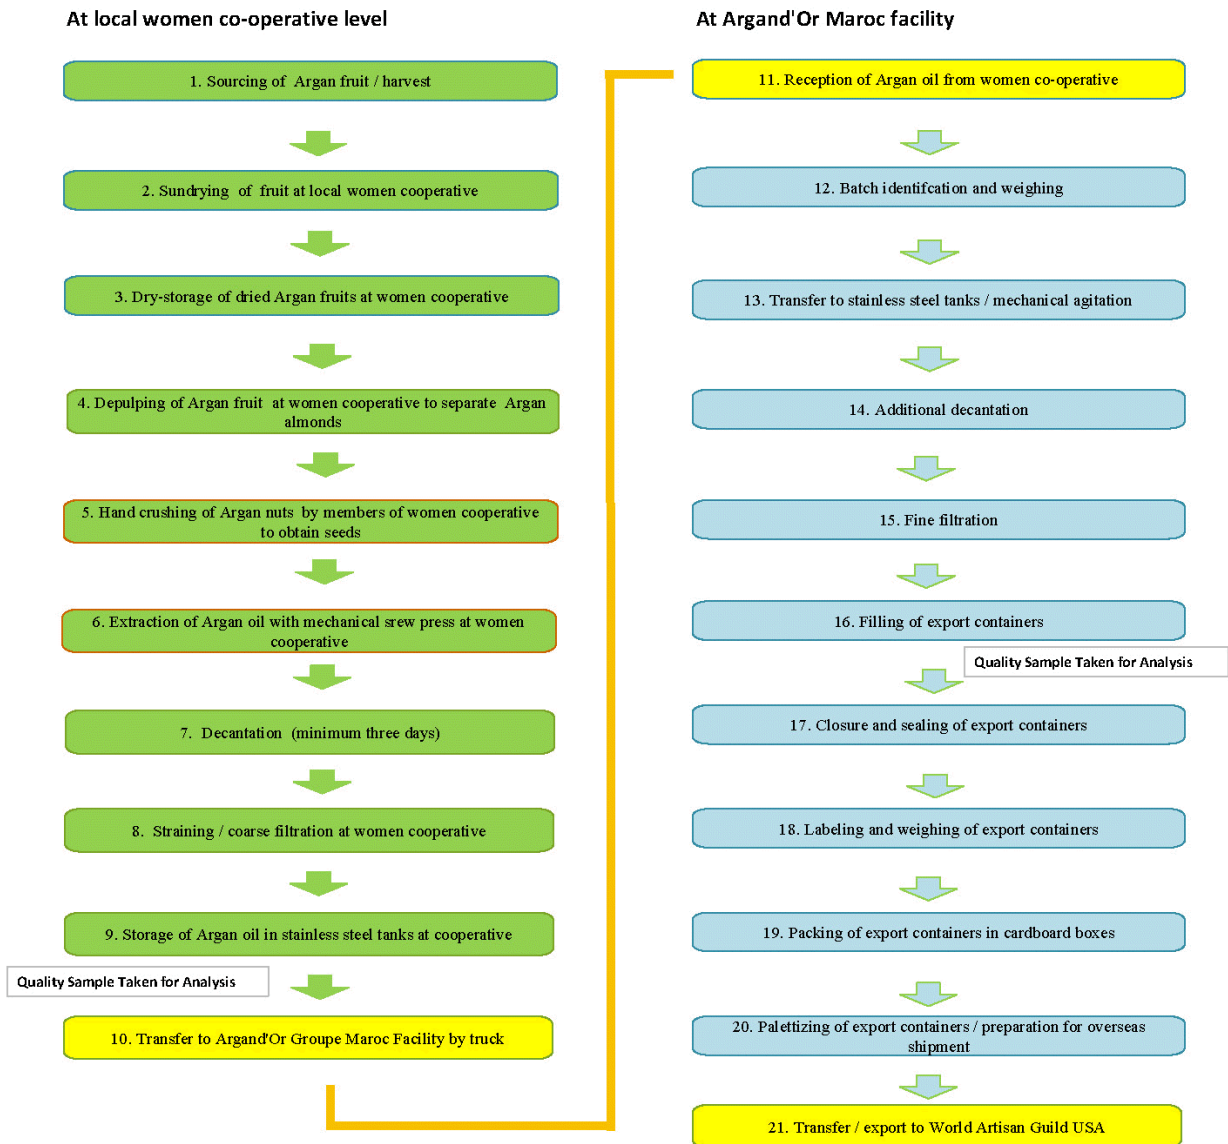 At local women co-operative level
1. Sourcing of Argan fruit / harvest
2. Sundrying of fruit at local women cooperative
3. Dry-storage of dried Argan fruits at women cooperative
4. Depulping of Argan fruit at women cooperative to separate Argan
almonds
5. Hand crushing of Argan nuts by members of women cooperative
to obtain seeds
6. Extraction of Argan oil with mechanical srew press at women
cooperative
7. Decantation (minimum three days)
8. Straining / coarse filtration at women cooperative
9. Storage of Argan oil in stainless steel tanks at cooperative
Quality Sample Taken for Analysis
10. Transfer to Argand'Or Groupe Maroc Facility by truck
At Argand'Or Maroc facility
11. Reception of Argan oil from women co-operative
12. Batch identifcation and weighing
13. Transfer to stainless steel tanks / mechanical agitation
14. Additional decantation
15. Fine filtration
16. Filling of export containers
Quality Sample Taken for Analysis
17. Closure and sealing of export containers
18. Labeling and weighing of export containers
19. Packing of export containers in cardboard boxes
20. Palettizing of export containers / preparation for overseas
shipment
21. Transfer / export to World Artisan Guild USA